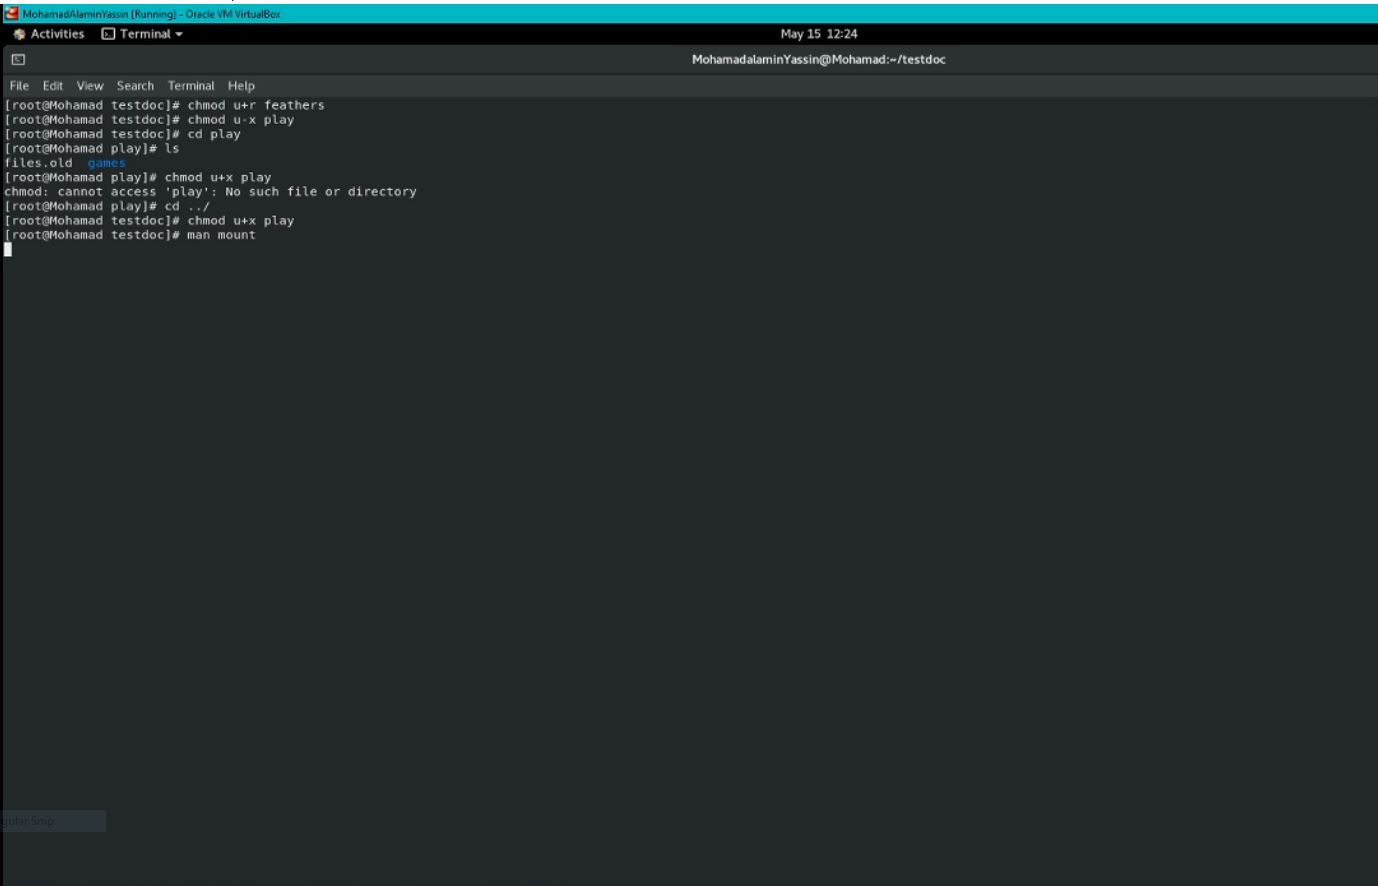 MohamadAlaminYassin [Running] - Oracle VM VirtualBox
Activities Terminal May 15 12:24
MohamadalaminYassin@Mohamad:~/testdoc
File Edit View Search Terminal Help
[root@Mohamad testdoc]# chmod u+r feathers
[root@Mohamad testdoc]# chmod u-x play
[root@Mohamad testdoc]# cd play
[root@Mohamad play]# ls
files.old games
[root@Mohamad play]# chmod u+x play
chmod: cannot access 'play': No such file or directory
[root@Mohamad play]# cd ../
[root@Mohamad testdoc]# chmod u+x play
[root@Mohamad testdoc]# man mount
gular Snip